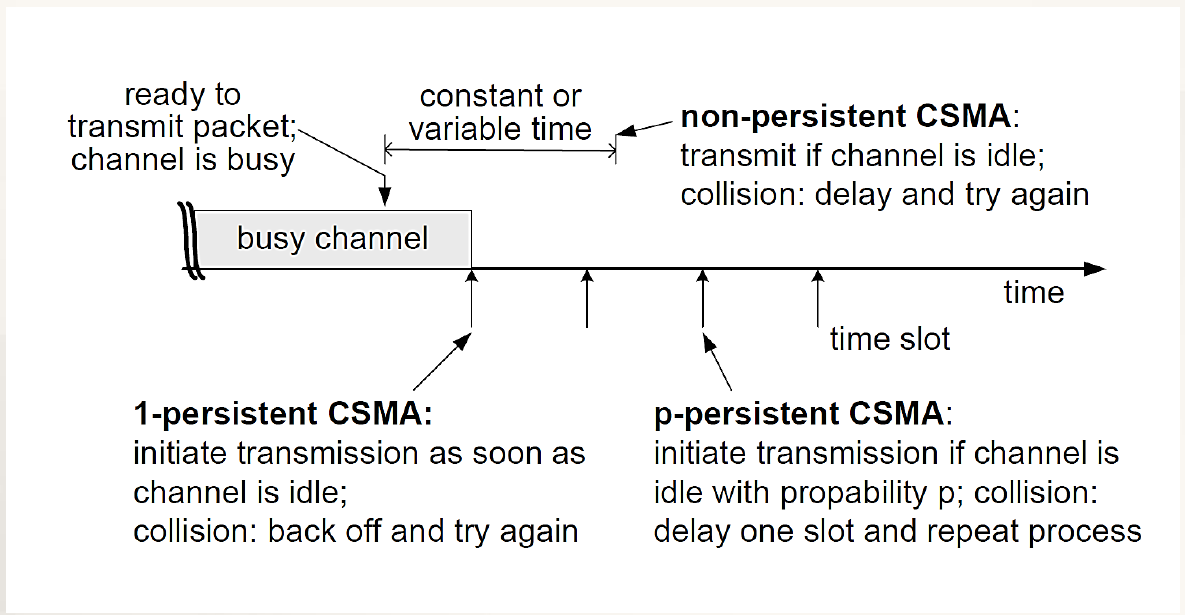 ready to
transmit packet;
channel is busy
constant or
variable time
non-persistent CSMA:
transmit if channel is idle;
collision: delay and try again
busy channel
time
time slot
1-persistent CSMA:
initiate transmission as soon as
channel is idle;
collision: back off and try again
p-persistent CSMA:
initiate transmission if channel is
idle with propability p; collision:
delay one slot and repeat process